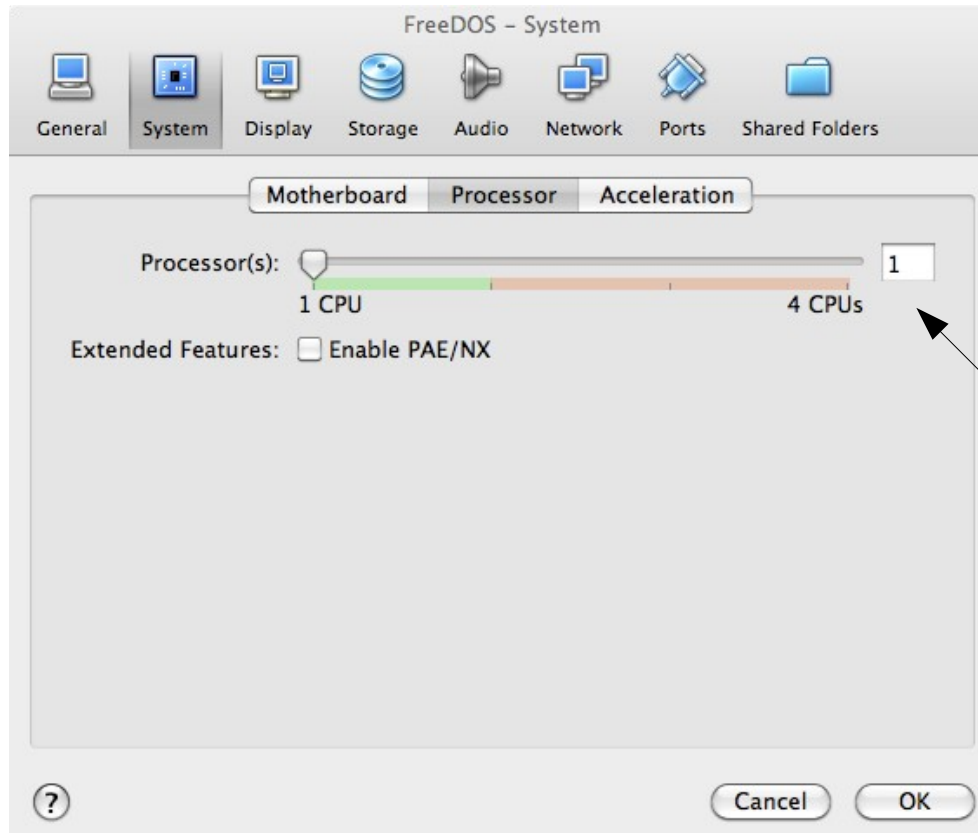 FreeDOS – System
General System Display Storage Audio Network Ports Shared Folders
Motherboard Processor Acceleration
Processor(s): 1
1 CPU 4 CPUs
Extended Features: Enable PAE/NX
? Cancel OK